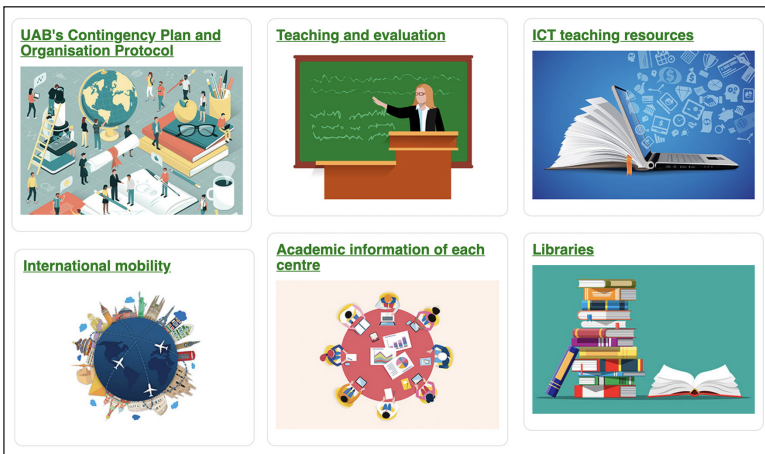 UAB's Contingency Plan and
Organisation Protocol
Teaching and evaluation
ICT teaching resources
International mobility
Academic information of each
centre
Libraries